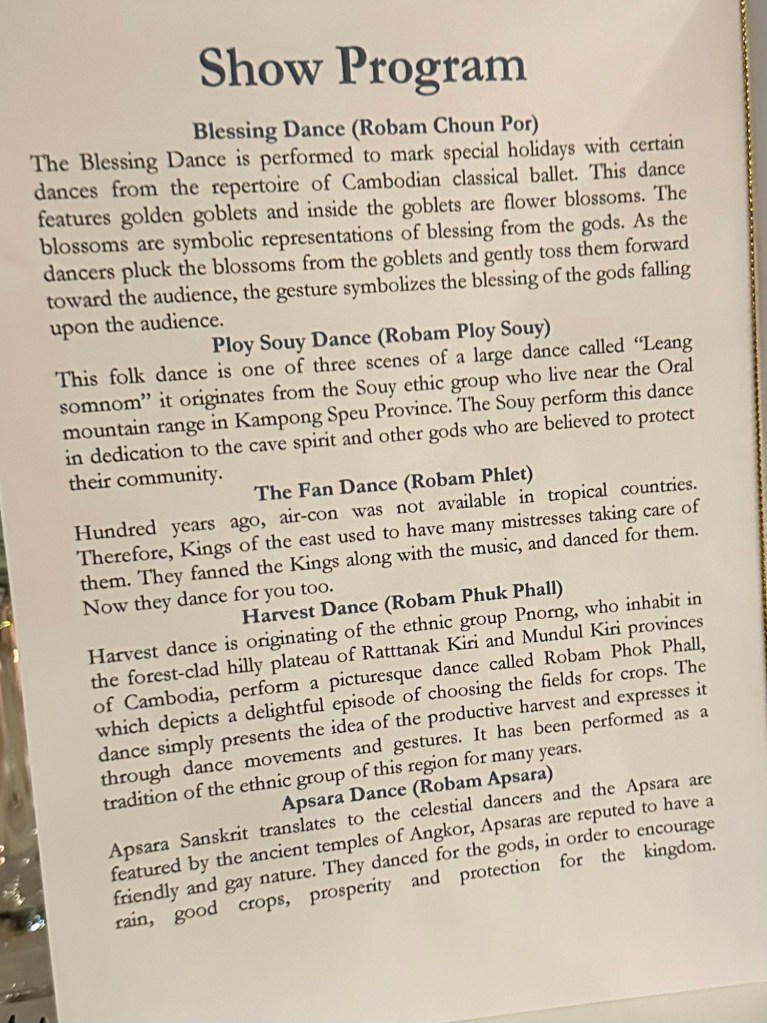 Show Program
Blessing Dance (Robam Choun Por)
The Blessing Dance is performed to mark special holidays with certain
dances from the repertoire of Cambodian classical ballet. This dance
features golden goblets and inside the goblets are flower blossoms. The
blossoms are symbolic representations of blessing from the gods. As the
dancers pluck the blossoms from the goblets and gently toss them forward
toward the audience, the gesture symbolizes the blessing of the gods falling
upon the audience.
Ploy Souy Dance (Robam Ploy Souy)
This folk dance is one of three scenes of a large dance called “Leang
somnom” it originates from the Souy ethic group who live near the Oral
mountain range in Kampong Speu Province. The Souy perform this dance
in dedication to the cave spirit and other gods who are believed to protect
their community.
The Fan Dance (Robam Phlet)
Hundred years ago, air-con was not available in tropical countries.
Therefore, Kings of the east used to have many mistresses taking care of
them. They fanned the Kings along with the music, and danced for them.
Now they dance for you too.
Harvest Dance (Robam Phuk Phall)
Harvest dance is originating of the ethnic group Pnorng, who inhabit in
the forest-clad hilly plateau of Ratttanak Kiri and Mundul Kiri provinces
of Cambodia, perform a picturesque dance called Robam Phok Phall,
which depicts a delightful episode of choosing the fields for crops. The
dance simply presents the idea of the productive harvest and expresses it
through dance movements and gestures. It has been performed as a
tradition of the ethnic group of this region for many years.
Apsara Dance (Robam Apsara)
Apsara Sanskrit translates to the celestial dancers and the Apsara are
featured by the ancient temples of Angkor, Apsaras are reputed to have a
friendly and gay nature. They danced for the gods, in order to encourage
rain, good crops, prosperity and protection for the kingdom.